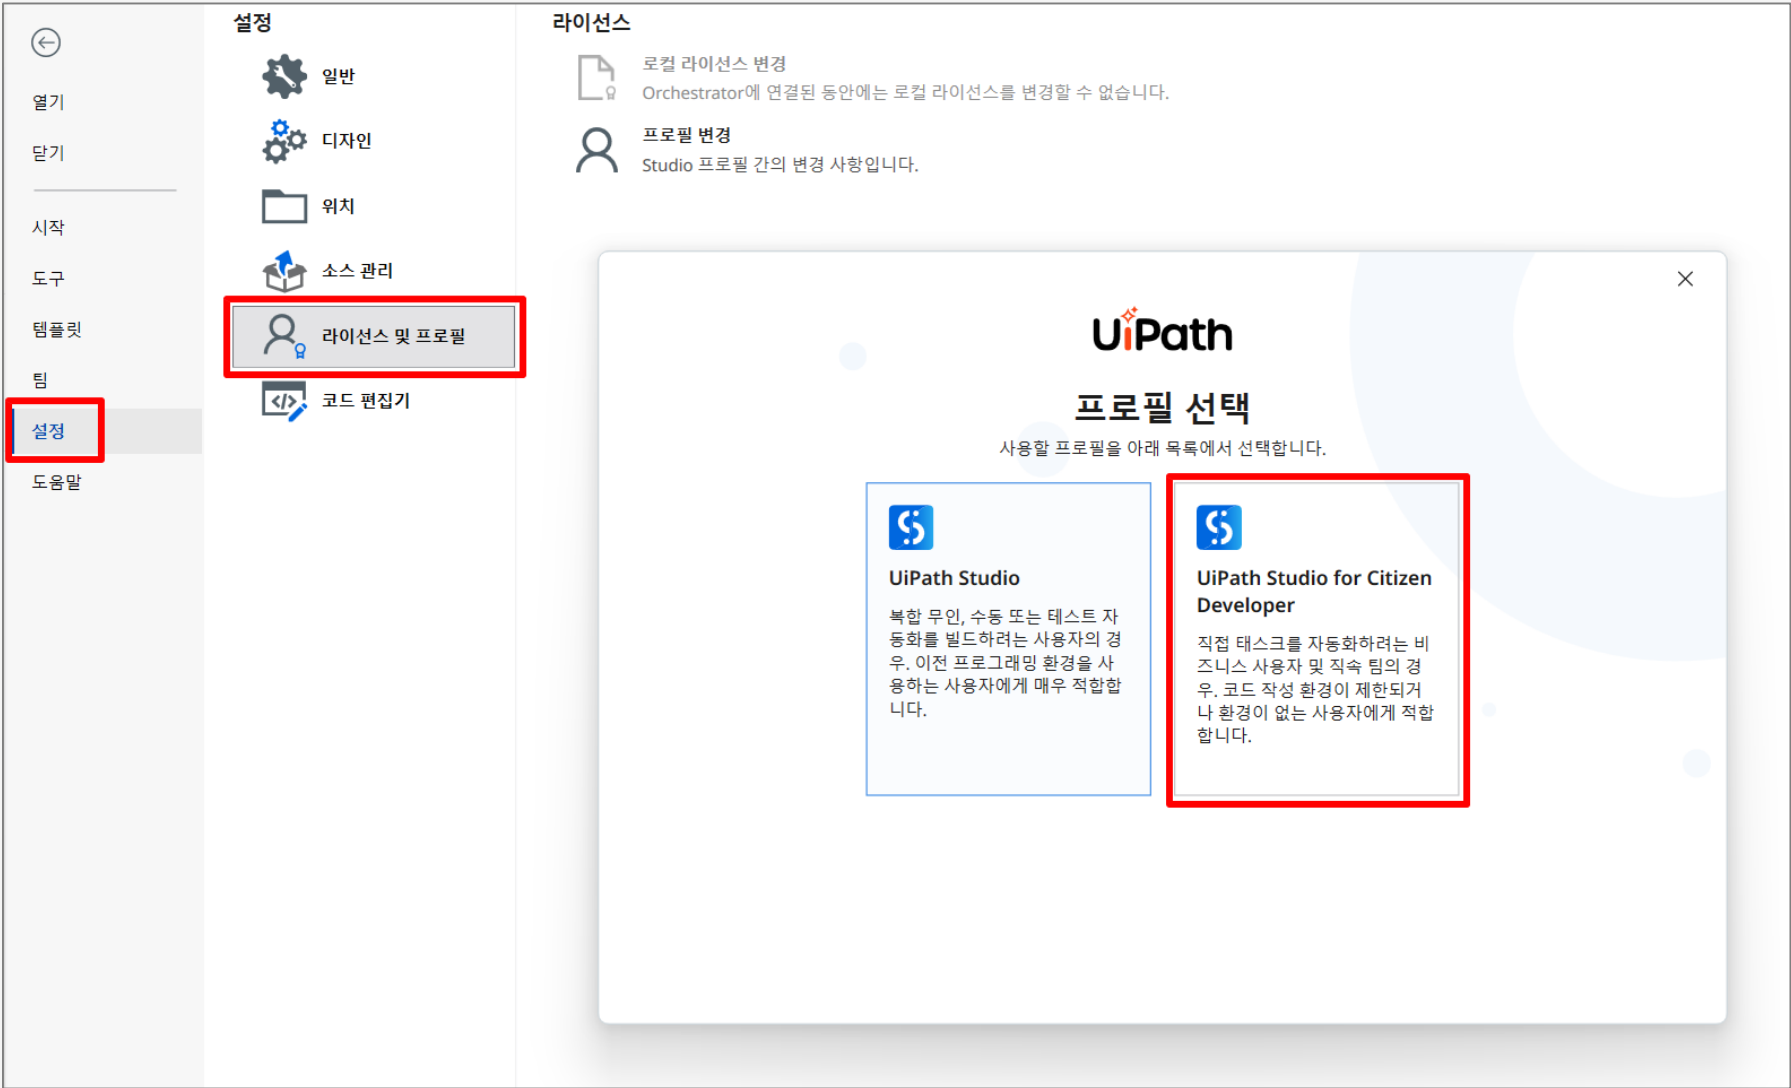 열기
닫기
시작
도구
템플릿
팀
설정
도움말
설정
일반
디자인
위치
소스 관리
라이선스 및 프로필
코드 편집기
라이선스
로컬 라이선스 변경
Orchestrator에 연결된 동안에는 로컬 라이선스를 변경할 수 없습니다.
프로필 변경
Studio 프로필 간의 변경 사항입니다.
UiPath
프로필 선택
사용할 프로필을 아래 목록에서 선택합니다.
UiPath Studio
복합 무인, 수동 또는 테스트 자
동화를 빌드하려는 사용자의 경
우. 이전 프로그래밍 환경을 사
용하는 사용자에게 매우 적합합
니다.
UiPath Studio for Citizen
Developer
직접 태스크를 자동화하려는 비
즈니스 사용자 및 직속 팀의 경
우. 코드 작성 환경이 제한되거
나 환경이 없는 사용자에게 적합
합니다.